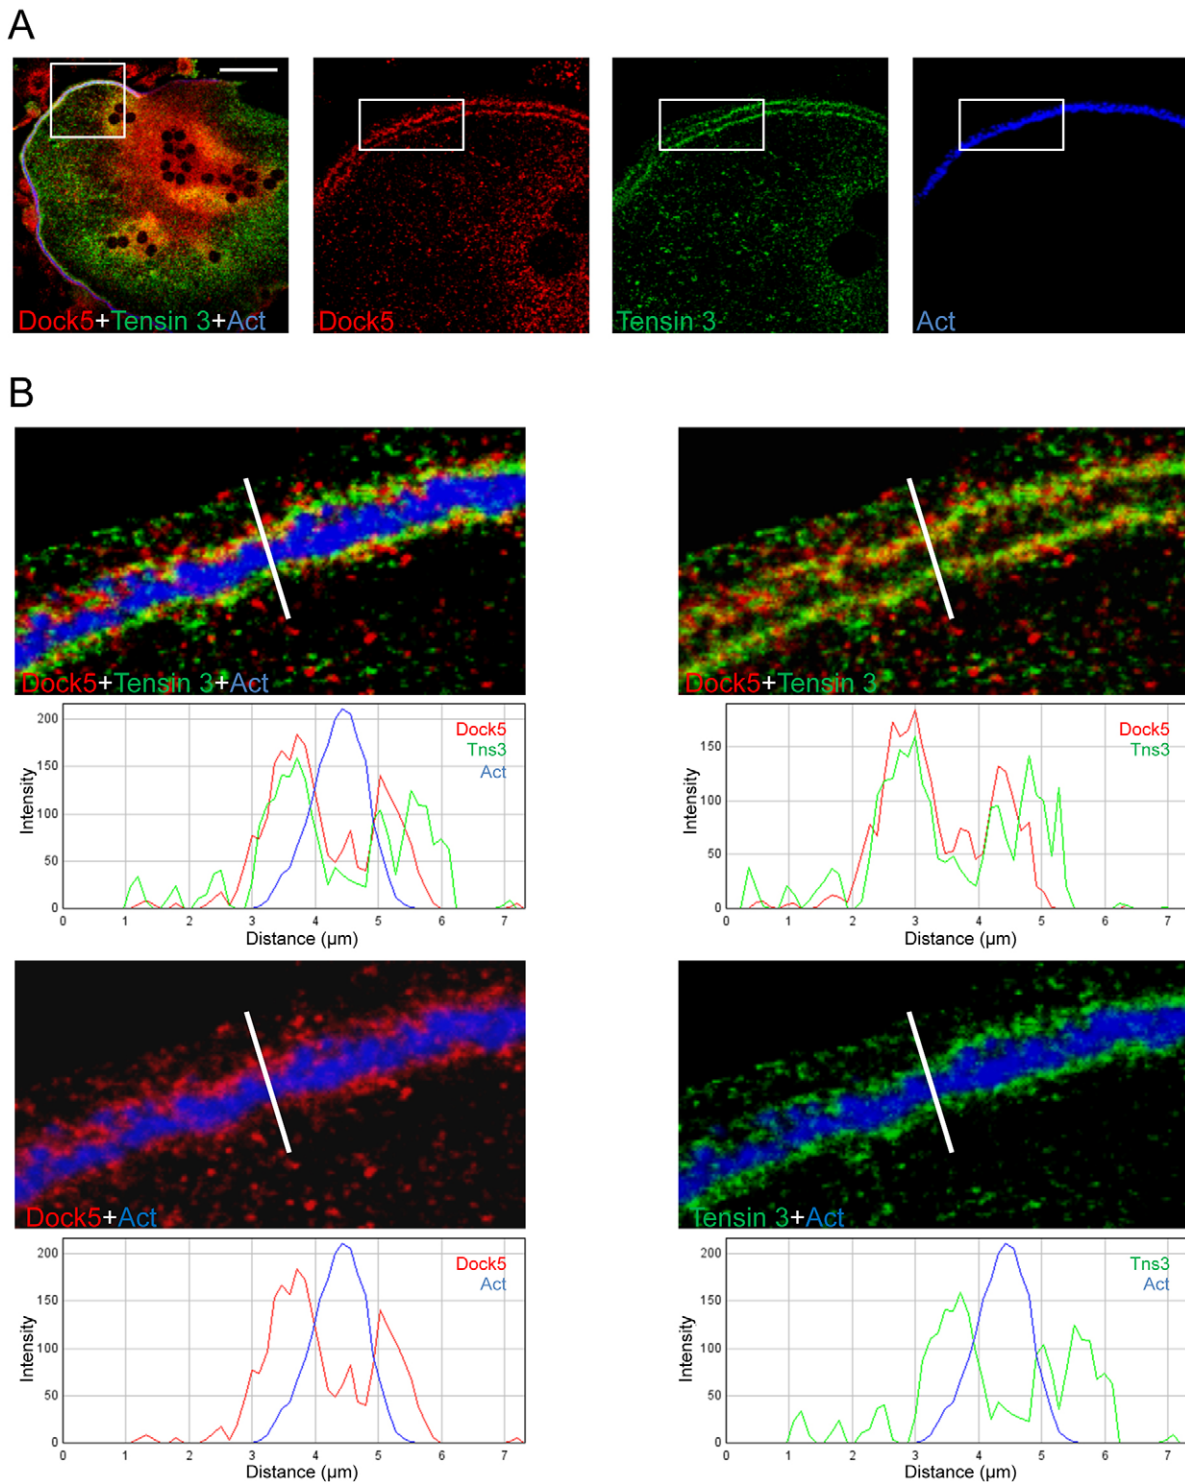 A
Dock5+Tensin 3+Act
Dock5
Tensin 3
Act
B
Dock5+Tensin 3+Act
Dock5+Tensin 3
Intensity
200
150
100
50
0
Dock5
Tns3
Act
0 1 2 3 4 5 6 7
Distance (µm)
Intensity
150
100
50
0
Dock5
Tns3
0 1 2 3 4 5 6 7
Distance (µm)
Dock5+Act
Tensin 3+Act
Intensity
200
150
100
50
0
Dock5
Act
0 1 2 3 4 5 6 7
Distance (µm)
Intensity
200
150
100
50
0
Tns3
Act
0 1 2 3 4 5 6 7
Distance (µm)